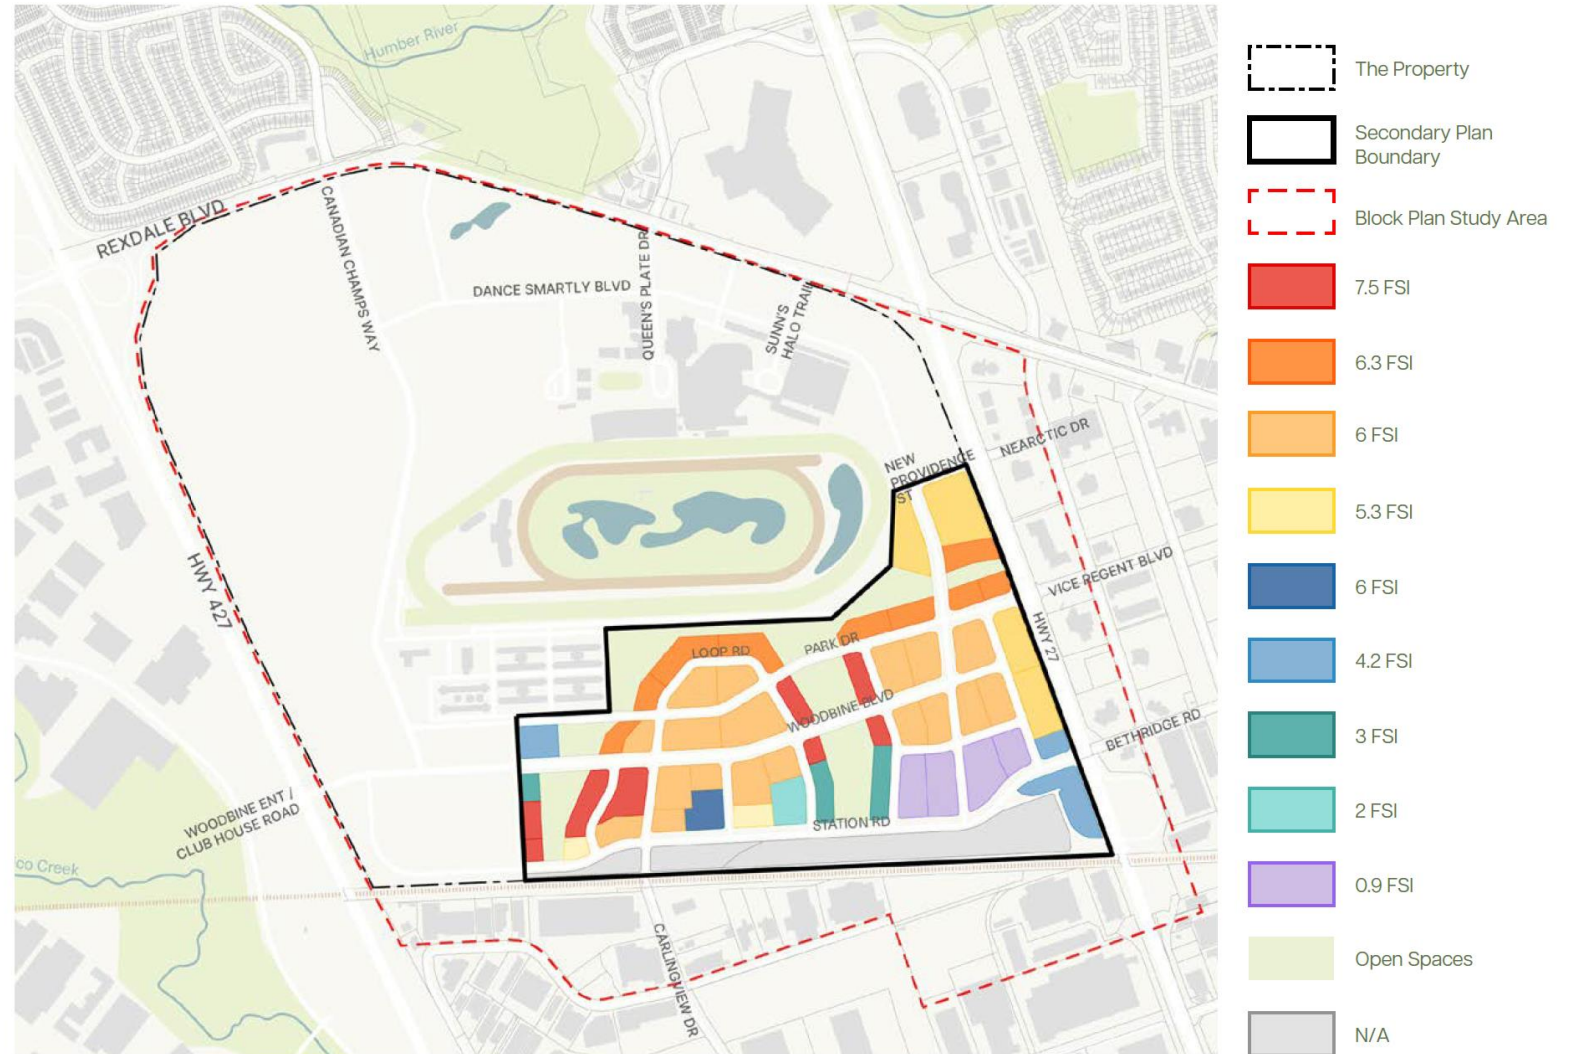 Humber River
REXDALE BLVD
CANADIAN CHAMPS WAY
DANCE SMARTLY BLVD
QUEEN'S PLATE DR
SUNN'S
HALO TRAIL
NEARCTIC DR
NEW
PROVIDENCE
ST
VICE REGENT BLVD
HWY 427
HWY 27
LOOP RD
PARK DR
WOODBINE BLVD
BETHRIDGE RD
WOODBINE ENT /
CLUB HOUSE ROAD
STATION RD
co Creek
CARLINGVIEW DR
The Property
Secondary Plan
Boundary
Block Plan Study Area
7.5 FSI
6.3 FSI
6 FSI
5.3 FSI
6 FSI
4.2 FSI
3 FSI
2 FSI
0.9 FSI
Open Spaces
N/A